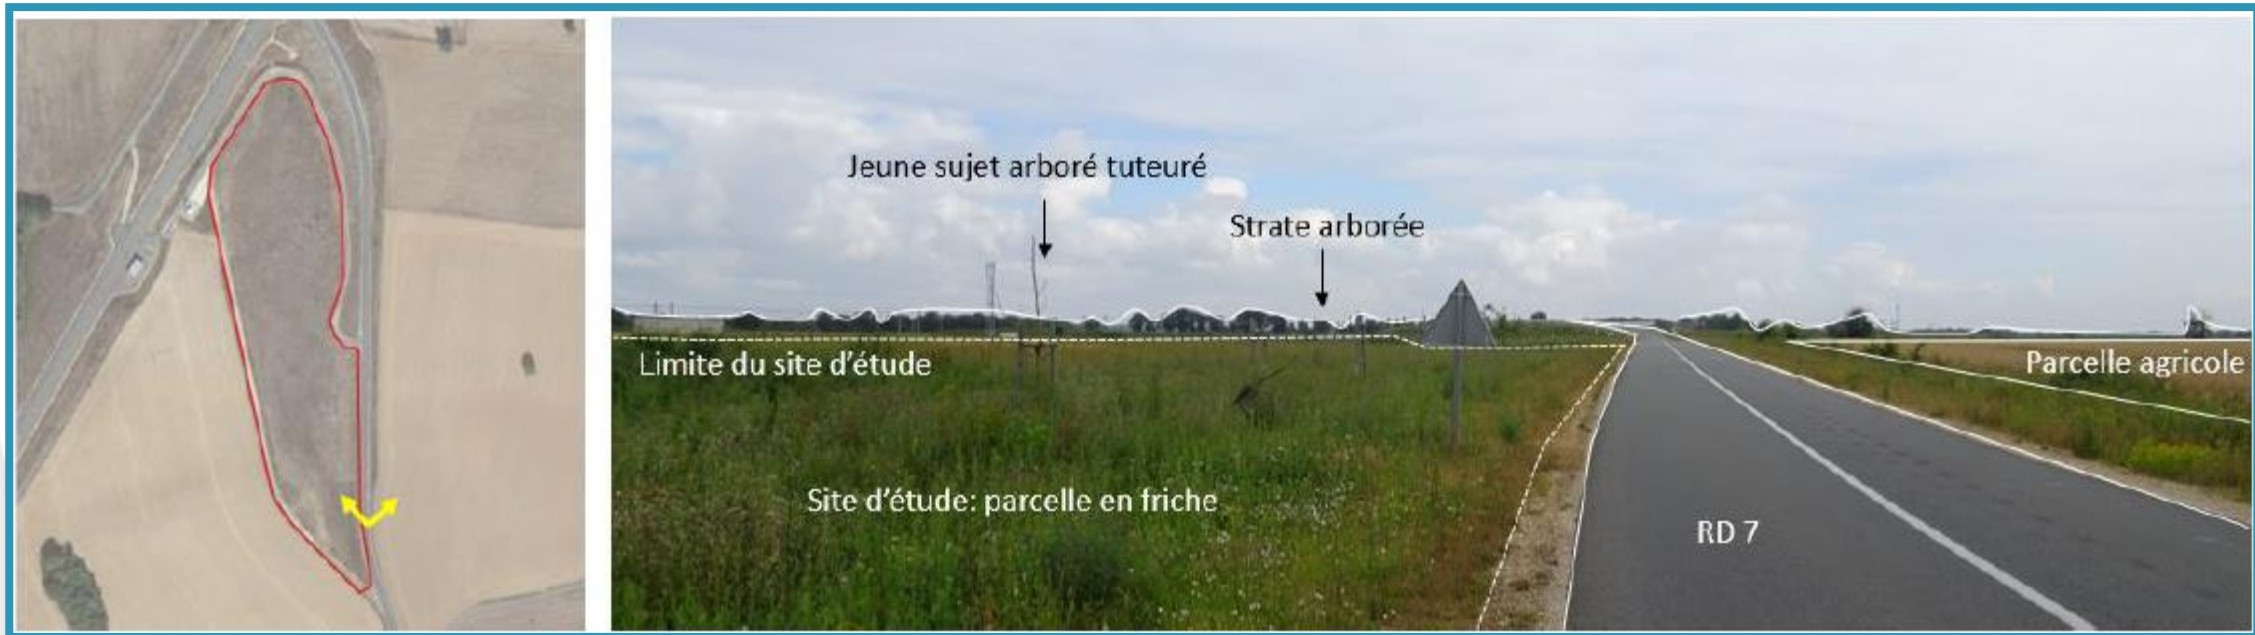 Jeune sujet arboré tuteuré
Strate arborée
Limite du site d'étude
Parcelle agricole
Site d'étude: parcelle en friche
RD 7